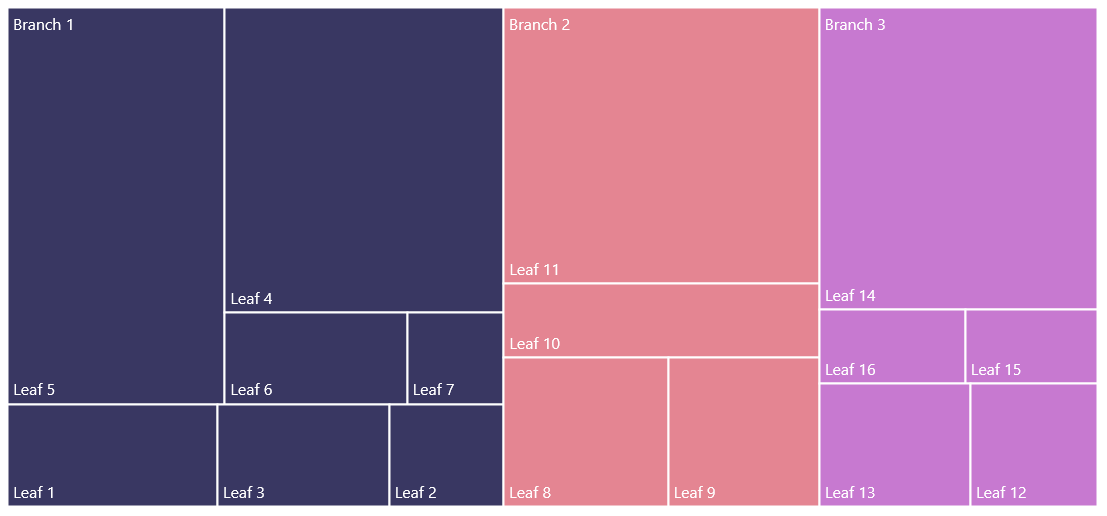 Branch 1
Leaf 5
Leaf 4
Leaf 6
Leaf 7
Leaf 1
Leaf 3
Leaf 2
Branch 2
Leaf 11
Leaf 10
Leaf 8
Leaf 9
Branch 3
Leaf 14
Leaf 16
Leaf 15
Leaf 13
Leaf 12